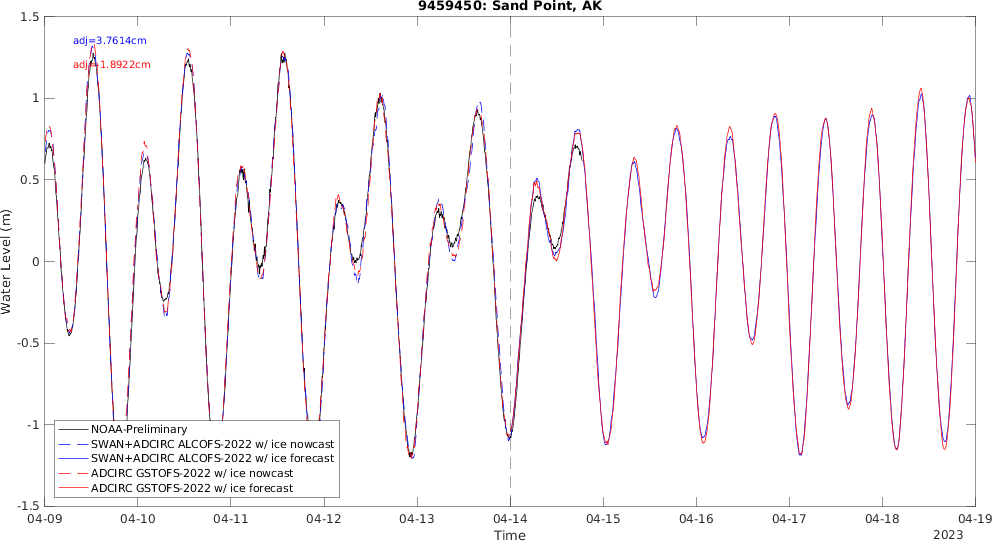 9459450: Sand Point, AK
1.5
1
0.5
0
-0.5
-1
-1.5
Water Level (m)
adj=3.7614cm
adj=-1.8922cm
NOAA-Preliminary
SWAN+ADCIRC ALCOFS-2022 w/ ice nowcast
SWAN+ADCIRC ALCOFS-2022 w/ ice forecast
ADCIRC GSTOFS-2022 w/ ice nowcast
ADCIRC GSTOFS-2022 w/ ice forecast
04-09 04-10 04-11 04-12 04-13 04-14 04-15 04-16 04-17 04-18 04-19
Time
2023